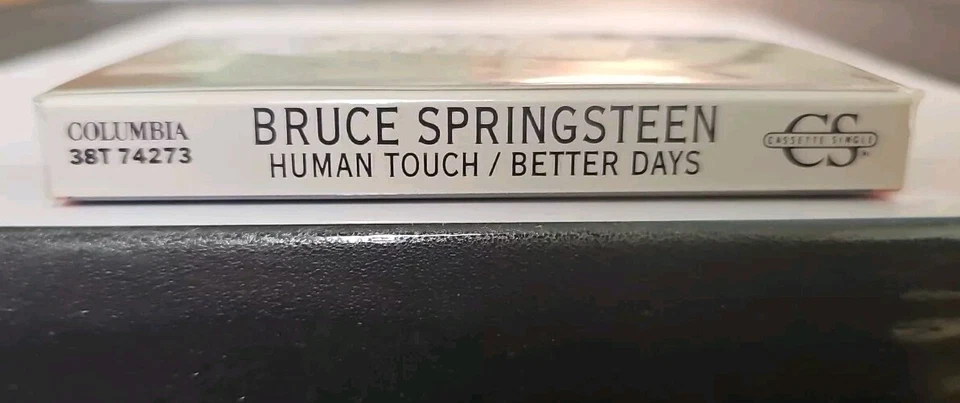 COLUMBIA
38T 74273
BRUCE SPRINGSTEEN
HUMAN TOUCH / BETTER DAYS
CS
CASSETTE SINGLE